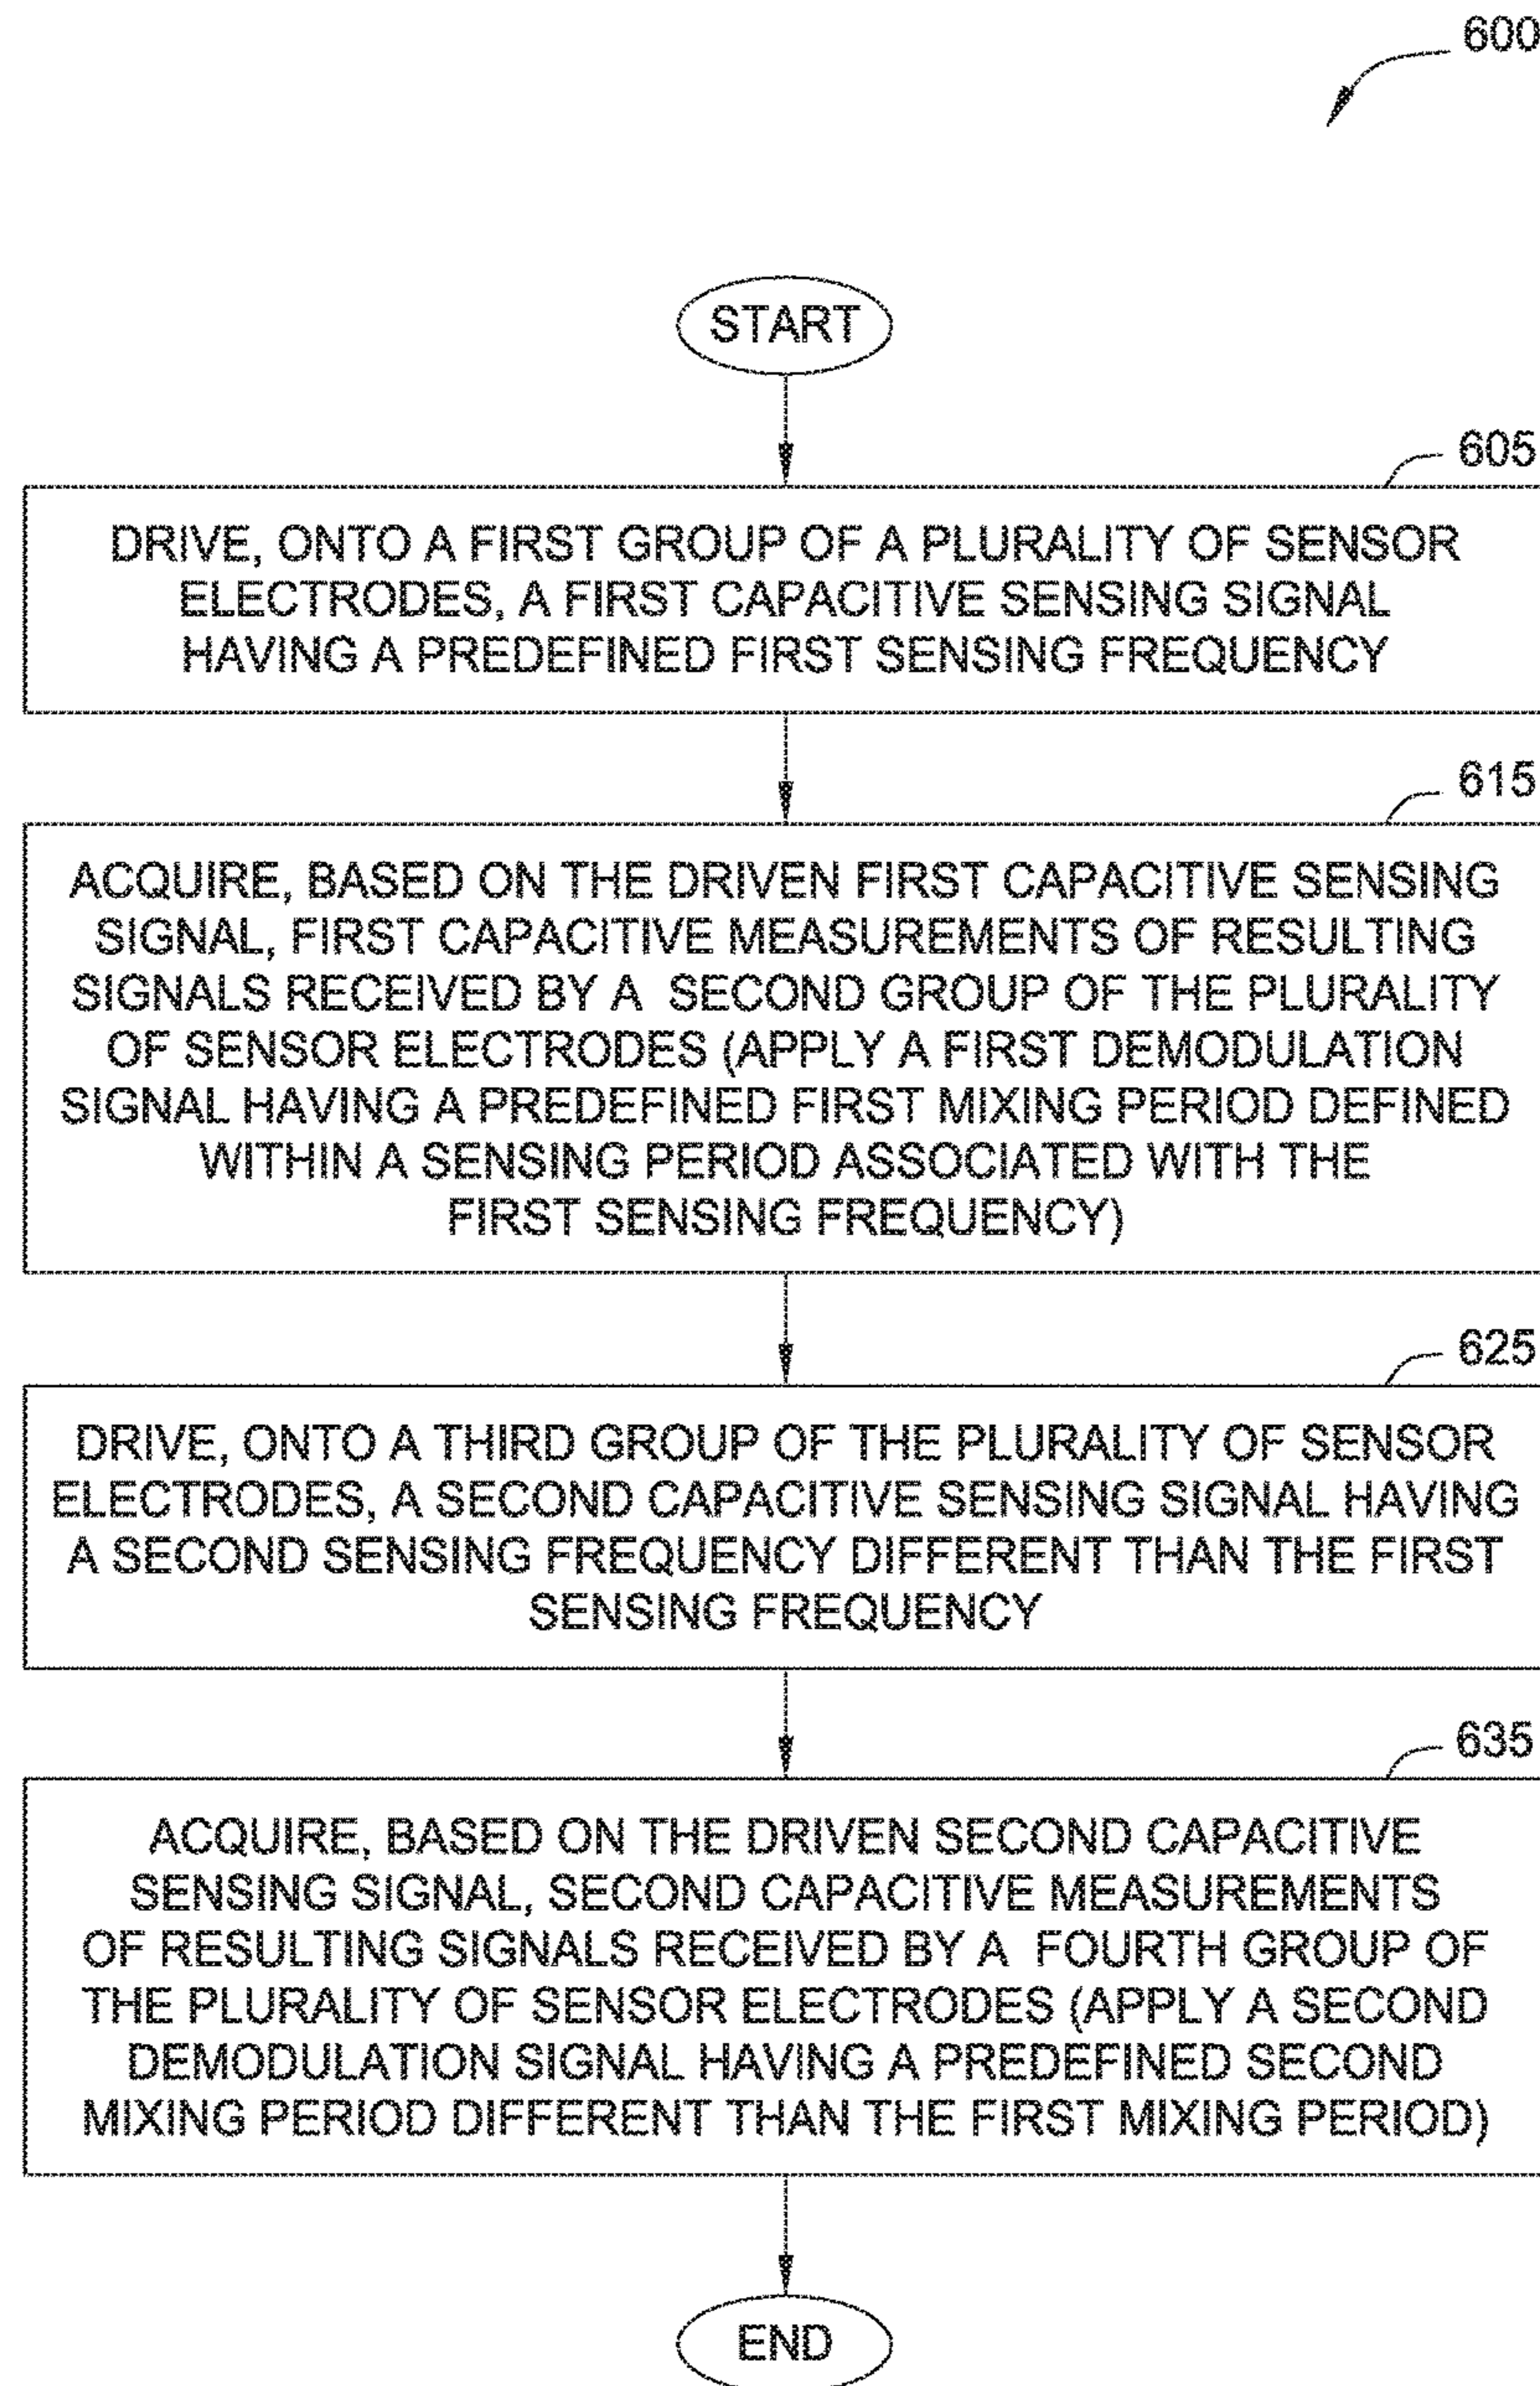 600
START
605
DRIVE, ONTO A FIRST GROUP OF A PLURALITY OF SENSOR
ELECTRODES, A FIRST CAPACITIVE SENSING SIGNAL
HAVING A PREDEFINED FIRST SENSING FREQUENCY
615
ACQUIRE, BASED ON THE DRIVEN FIRST CAPACITIVE SENSING
SIGNAL, FIRST CAPACITIVE MEASUREMENTS OF RESULTING
SIGNALS RECEIVED BY A SECOND GROUP OF THE PLURALITY
OF SENSOR ELECTRODES (APPLY A FIRST DEMODULATION
SIGNAL HAVING A PREDEFINED FIRST MIXING PERIOD DEFINED
WITHIN A SENSING PERIOD ASSOCIATED WITH THE
FIRST SENSING FREQUENCY)
625
DRIVE, ONTO A THIRD GROUP OF THE PLURALITY OF SENSOR
ELECTRODES, A SECOND CAPACITIVE SENSING SIGNAL HAVING
A SECOND SENSING FREQUENCY DIFFERENT THAN THE FIRST
SENSING FREQUENCY
635
ACQUIRE, BASED ON THE DRIVEN SECOND CAPACITIVE
SENSING SIGNAL, SECOND CAPACITIVE MEASUREMENTS
OF RESULTING SIGNALS RECEIVED BY A FOURTH GROUP OF
THE PLURALITY OF SENSOR ELECTRODES (APPLY A SECOND
DEMODULATION SIGNAL HAVING A PREDEFINED SECOND
MIXING PERIOD DIFFERENT THAN THE FIRST MIXING PERIOD)
END